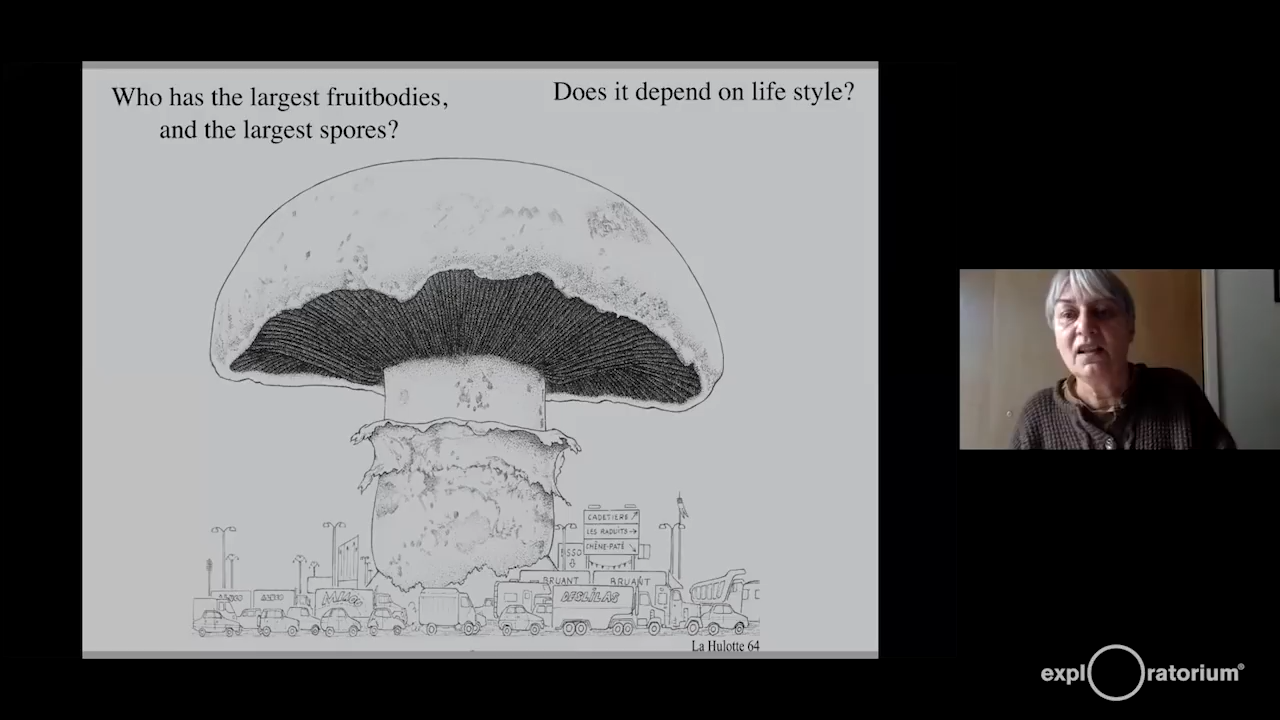 Who has the largest fruitbodies,
and the largest spores?
Does it depend on life style?
CADETIERE
LES RADUITS
CHÊNE-PATÉ
ESSO
BRUANT BRUANT
La Hulotte 64
expl ratorium®